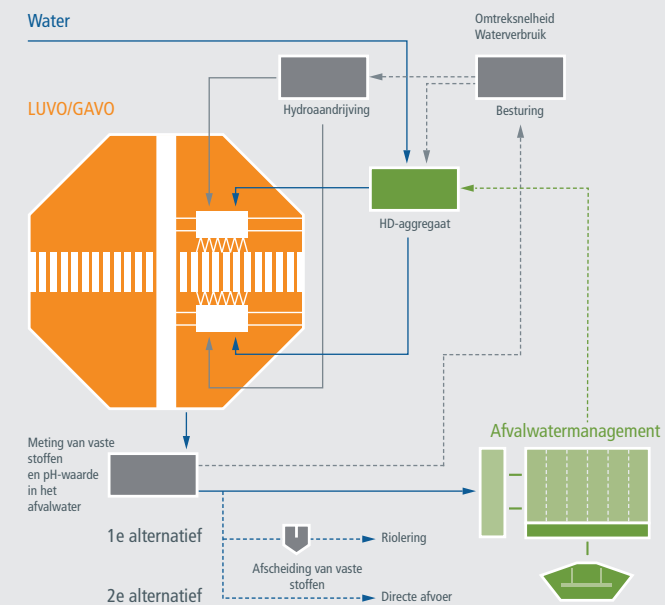 Water
Omtreksnelheid
Waterverbruik
LUVO/GAVO
Hydroaandrijving
Besturing
HD-aggregaat
Afvalwatermanagement
Meting van vaste
stoffen
en pH-waarde
in het
afvalwater
1e alternatief
Riolering
Afscheiding van vaste
stoffen
2e alternatief
Directe afvoer